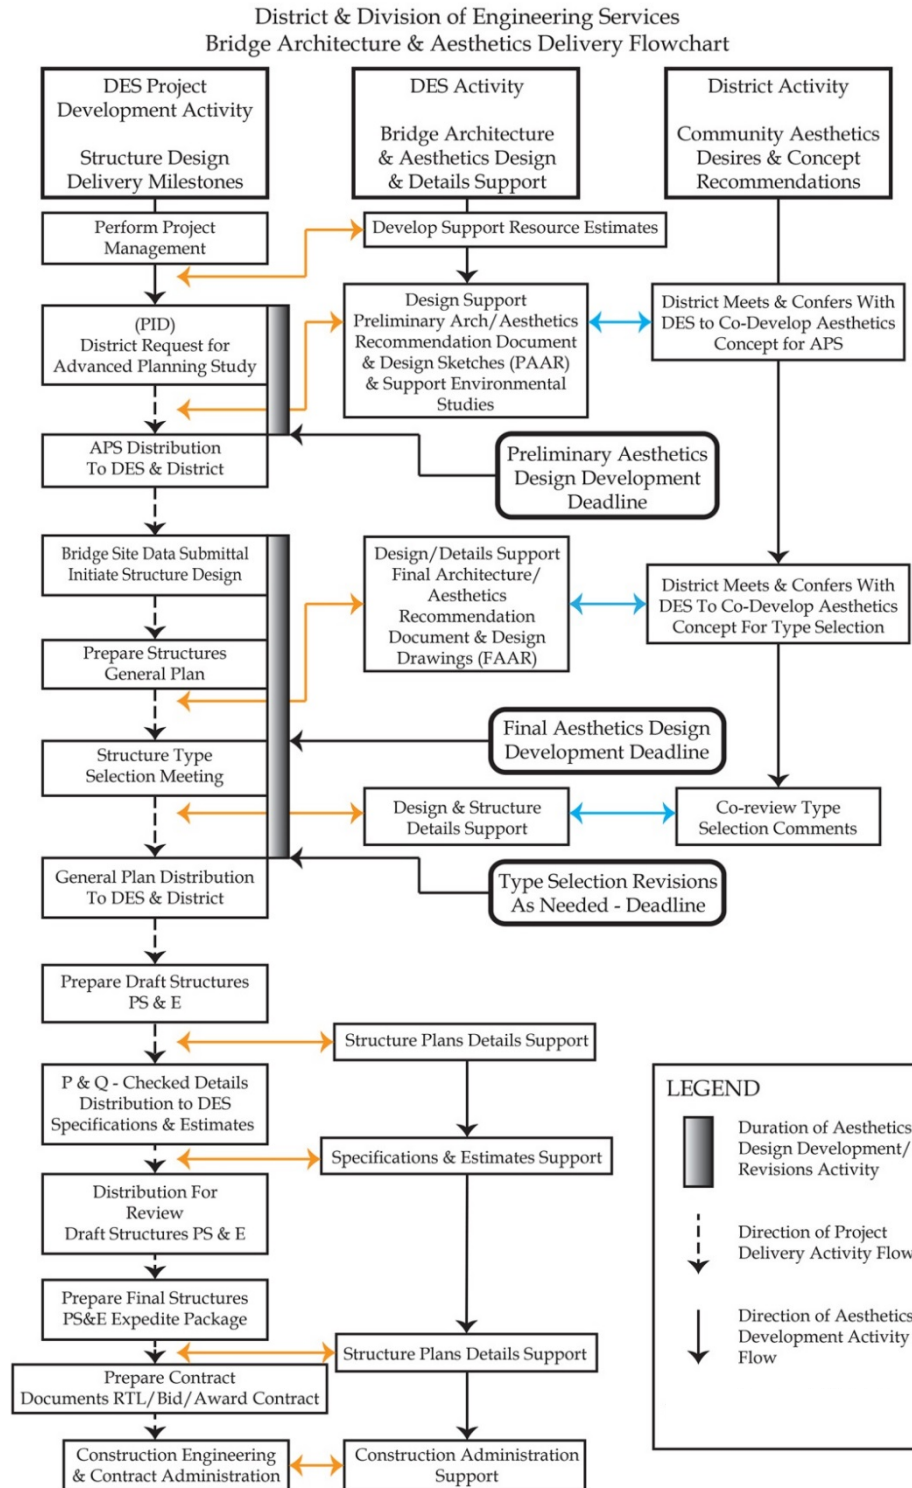 District & Division of Engineering Services
Bridge Architecture & Aesthetics Delivery Flowchart
DES Project
Development Activity
Structure Design
Delivery Milestones
DES Activity
Bridge Architecture
& Aesthetics Design
& Details Support
District Activity
Community Aesthetics
Desires & Concept
Recommendations
Perform Project
Management
Develop Support Resource Estimates
(PID)
District Request for
Advanced Planning Study
Design Support
Preliminary Arch/Aesthetics
Recommendation Document
& Design Sketches (PAAR)
& Support Environmental
Studies
District Meets & Confers With
DES to Co-Develop Aesthetics
Concept for APS
APS Distribution
To DES & District
Preliminary Aesthetics
Design Development
Deadline
Bridge Site Data Submittal
Initiate Structure Design
Design/Details Support
Final Architecture/
Aesthetics
Recommendation
Document & Design
Drawings (FAAR)
District Meets & Confers With
DES To Co-Develop Aesthetics
Concept For Type Selection
Prepare Structures
General Plan
Final Aesthetics Design
Development Deadline
Structure Type
Selection Meeting
Design & Structure
Details Support
Co-review Type
Selection Comments
General Plan Distribution
To DES & District
Type Selection Revisions
As Needed - Deadline
Prepare Draft Structures
PS & E
Structure Plans Details Support
P & Q - Checked Details
Distribution to DES
Specifications & Estimates
Specifications & Estimates Support
Distribution For
Review
Draft Structures PS & E
Prepare Final Structures
PS&E Expedite Package
Structure Plans Details Support
Prepare Contract
Documents RTL/Bid/Award Contract
Construction Engineering
& Contract Administration
Construction Administration
Support
LEGEND
Duration of Aesthetics
Design Development/
Revisions Activity
Direction of Project
Delivery Activity Flow
Direction of Aesthetics
Development Activity
Flow